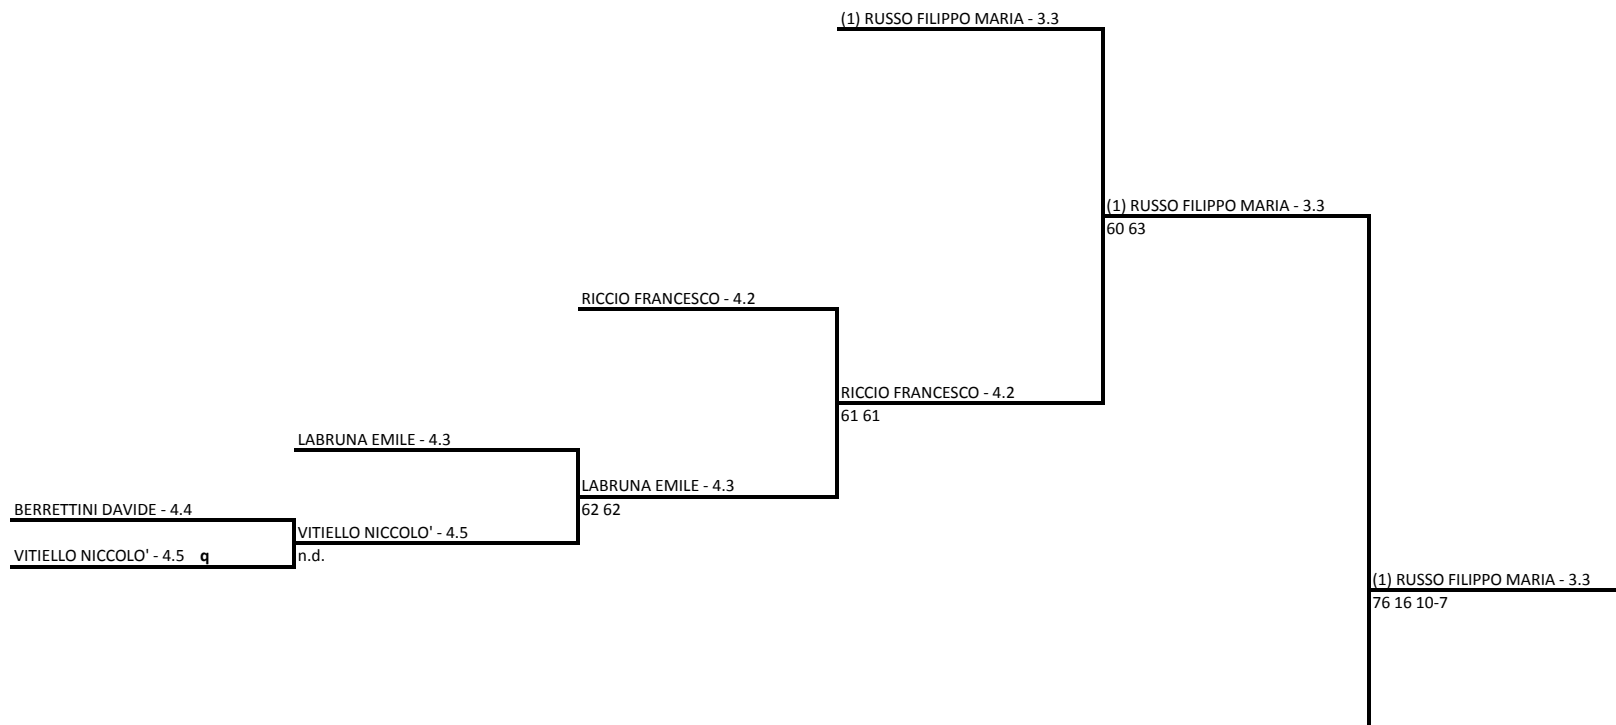 (1) RUSSO FILIPPO MARIA - 3.3
(1) RUSSO FILIPPO MARIA - 3.3
60 63
RICCIO FRANCESCO - 4.2
RICCIO FRANCESCO - 4.2
61 61
LABRUNA EMILE - 4.3
LABRUNA EMILE - 4.3
62 62
BERRETTINI DAVIDE - 4.4
VITIELLO NICCOLO' - 4.5
n.d.
VITIELLO NICCOLO' - 4.5 q
(1) RUSSO FILIPPO MARIA - 3.3
76 16 10-7